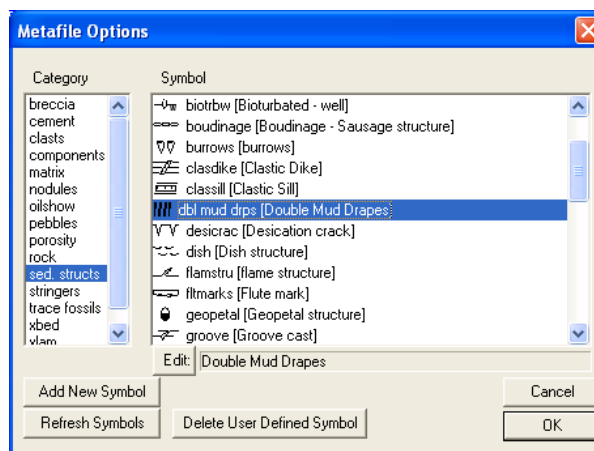 Metafile Options
Category
Symbol
breccia
cement
clasts
components
matrix
nodules
oilshow
pebbles
porosity
rock
sed. structs
stringers
trace fossils
xbed
xlam
biotrbw [Bioturbated - well]
boudinage [Boudinage - Sausage structure]
burrows [burrows]
clasdike [Clastic Dike]
classill [Clastic Sill]
dbl mud drps [Double Mud Drapes
desicrac [Desication crack]
dish [Dish structure]
flamstru [flame structure]
fltmarks [Flute mark]
geopetal [Geopetal structure]
groove [Groove cast]
Edit: Double Mud Drapes
Add New Symbol
Cancel
Refresh Symbols
Delete User Defined Symbol
OK